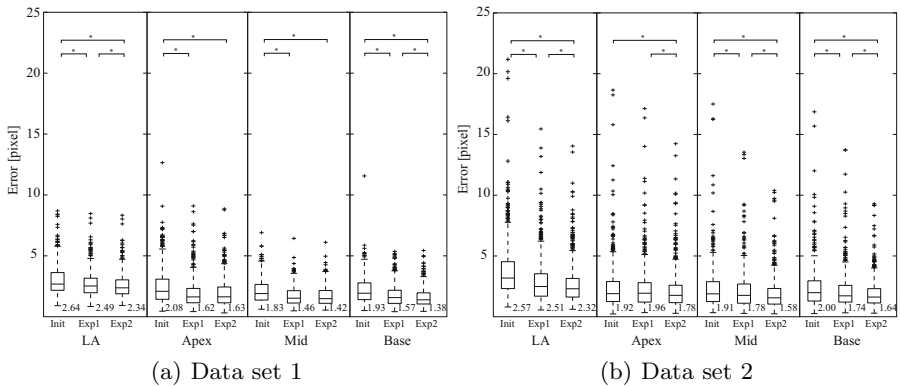 25
20
15
10
5
Error [pixel]
* * *
* * *
* *
* * *
2.64 2.49 2.34
2.08 1.62 1.63
1.83 1.46 1.42
1.93 1.57 1.38
Init Exp1 Exp2
Init Exp1 Exp2
Init Exp1 Exp2
Init Exp1 Exp2
LA Apex Mid Base
(a) Data set 1
25
20
15
10
5
Error [pixel]
* * *
* *
* * *
* * *
2.57 2.51 2.32
1.92 1.96 1.78
1.91 1.78 1.58
2.00 1.74 1.64
Init Exp1 Exp2
Init Exp1 Exp2
Init Exp1 Exp2
Init Exp1 Exp2
LA Apex Mid Base
(b) Data set 2